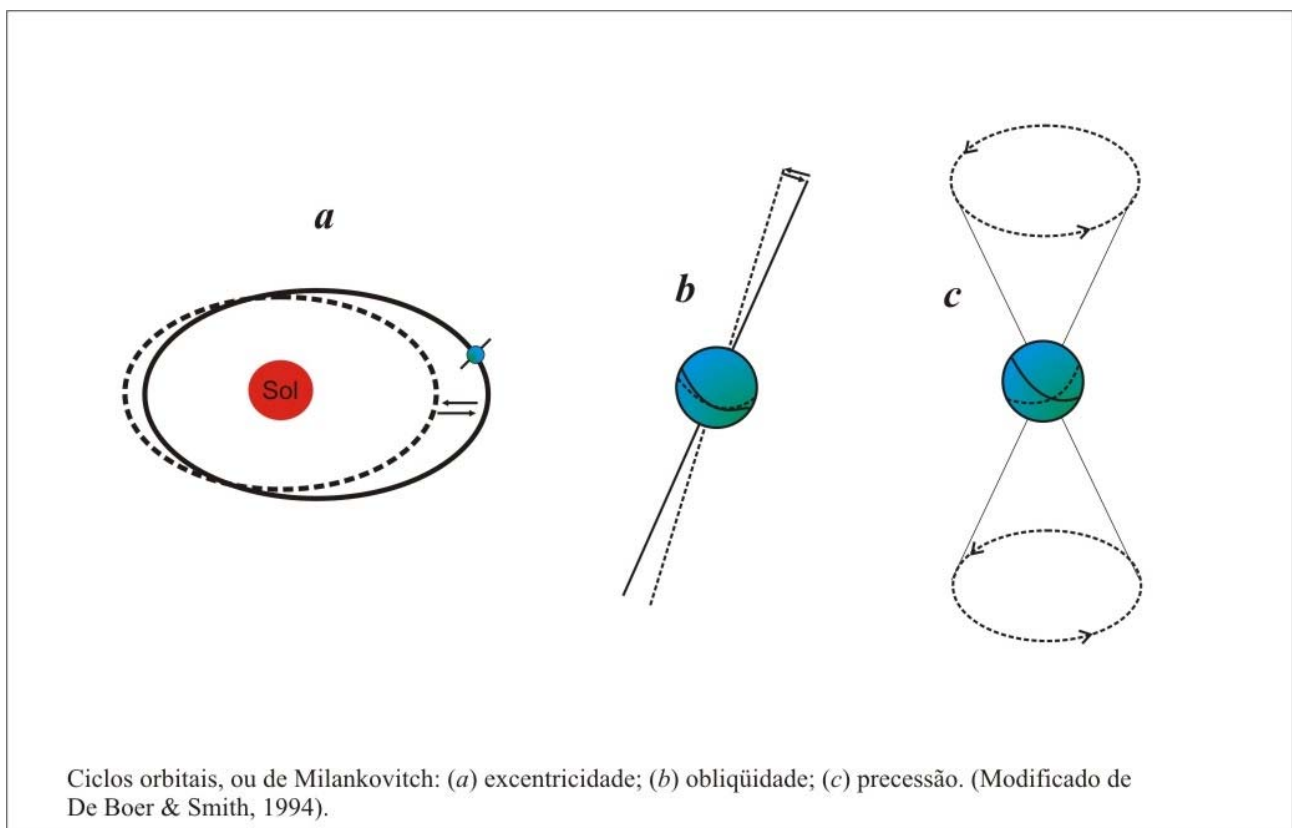 a
b
c
Sol
Ciclos orbitais, ou de Milankovitch: (a) excentricidade; (b) obliqüidade; (c) precessão. (Modificado de
De Boer & Smith, 1994).